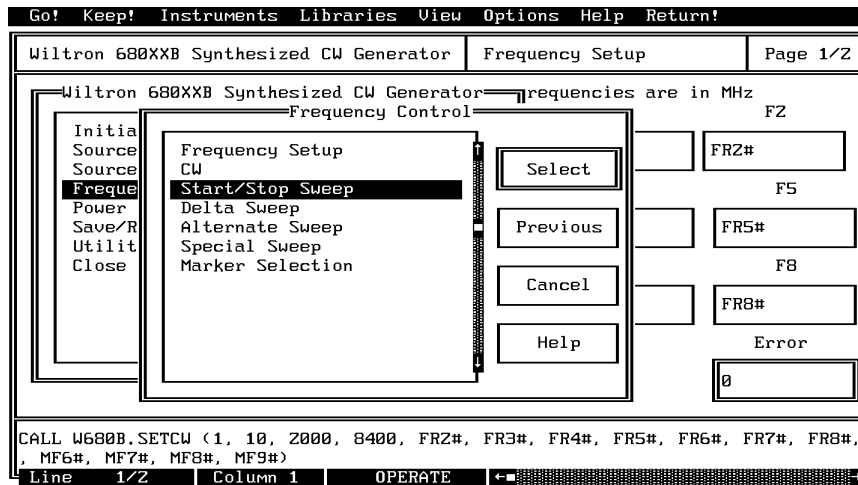 Go! Keep! Instruments Libraries View Options Help Return!
Wiltron 680XXB Synthesized CW Generator Frequency Setup Page 1/2
Wiltron 680XXB Synthesized CW Generator requencies are in MHz
Frequency Control
F2
Initia
Source
Source
Freque
Power
Save/R
Utilit
Close
Frequency Setup
CW
Start/Stop Sweep
Delta Sweep
Alternate Sweep
Special Sweep
Marker Selection
Select
Previous
Cancel
Help
FR2#
F5
FR5#
F8
FR8#
Error
0
CALL W680B.SETCW (1, 10, 2000, 8400, FR2#, FR3#, FR4#, FR5#, FR6#, FR7#, FR8#,
, MF6#, MF7#, MF8#, MF9#)
Line 1/2 Column 1 OPERATE